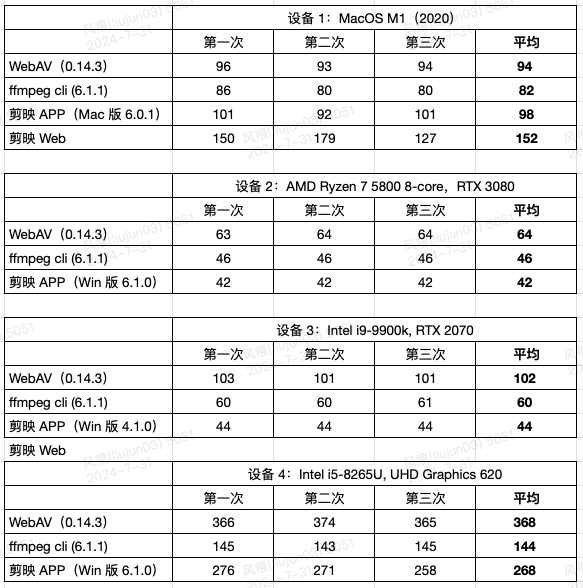 设备 1：MacOS M1（2020）
第一次 第二次 第三次 平均
WebAV（0.14.3） 96 93 94 94
ffmpeg cli (6.1.1) 86 80 80 82
剪映 APP（Mac 版 6.0.1） 101 92 101 98
剪映 Web 150 179 127 152
设备 2：AMD Ryzen 7 5800 8-core，RTX 3080
第一次 第二次 第三次 平均
WebAV（0.14.3） 63 64 64 64
ffmpeg cli (6.1.1) 46 46 46 46
剪映 APP（Win 版 6.1.0） 42 42 42 42
设备 3：Intel i9-9900k, RTX 2070
第一次 第二次 第三次 平均
WebAV（0.14.3） 103 101 101 102
ffmpeg cli (6.1.1) 60 60 61 60
剪映 APP（Win 版 4.1.0） 44 44 44 44
剪映 Web
设备 4：Intel i5-8265U, UHD Graphics 620
第一次 第二次 第三次 平均
WebAV（0.14.3） 366 374 365 368
ffmpeg cli (6.1.1) 145 143 145 144
剪映 APP（Win 版 6.1.0） 276 271 258 268
风痕(liujun03) 5051
2024-7-31